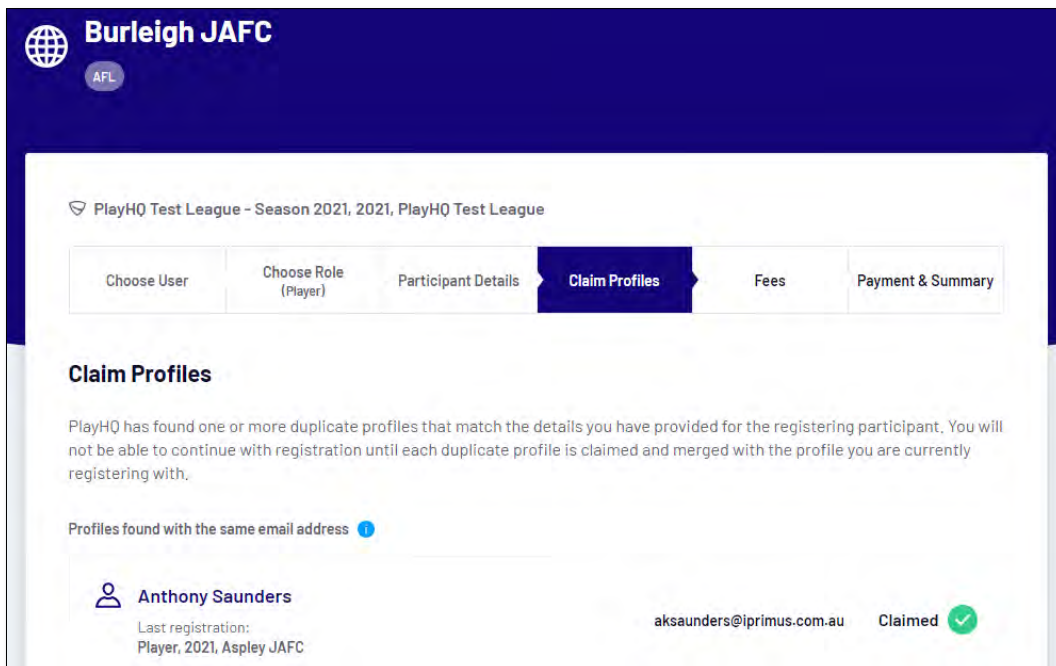 Burleigh JAFC
AFL
PlayHQ Test League - Season 2021, 2021, PlayHQ Test League
Choose User
Choose Role
(Player)
Participant Details
Claim Profiles
Fees
Payment & Summary
Claim Profiles
PlayHQ has found one or more duplicate profiles that match the details you have provided for the registering participant. You will
not be able to continue with registration until each duplicate profile is claimed and merged with the profile you are currently
registering with.
Profiles found with the same email address i
Anthony Saunders
aksaunders@iprimus.com.au
Claimed
Last registration:
Player, 2021, Aspley JAFC